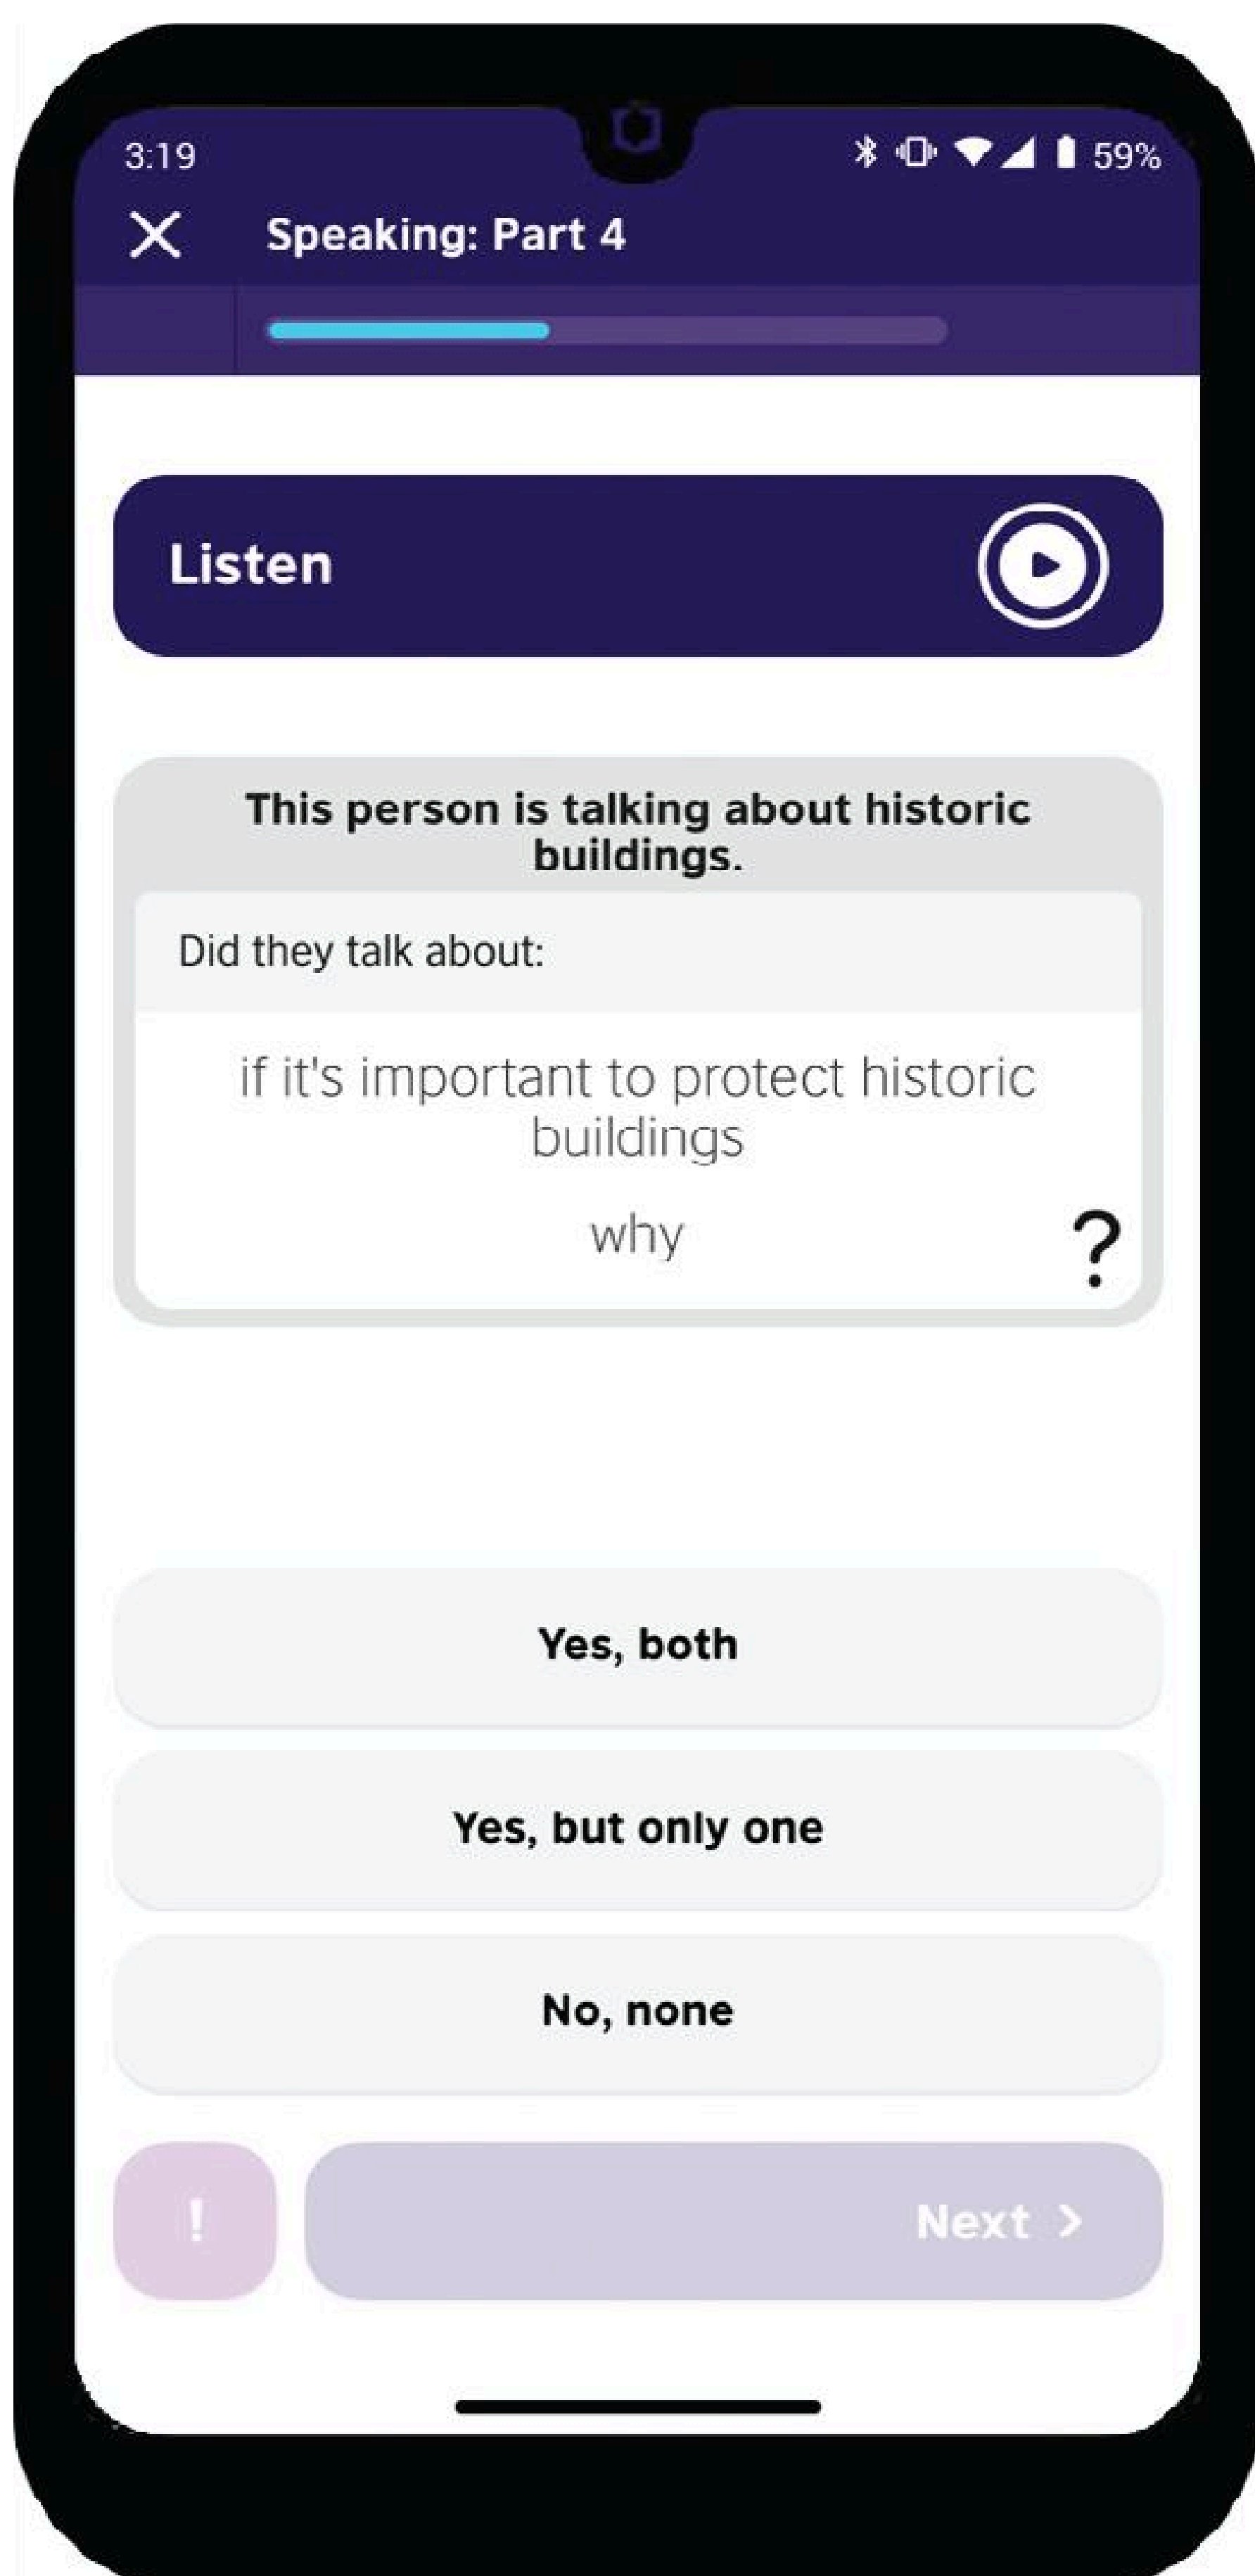 3:19
59%
Speaking: Part 4
Listen
This person is talking about historic
buildings.
Did they talk about:
if it's important to protect historic
buildings
why
?
Yes, both
Yes, but only one
No, none
!
Next >